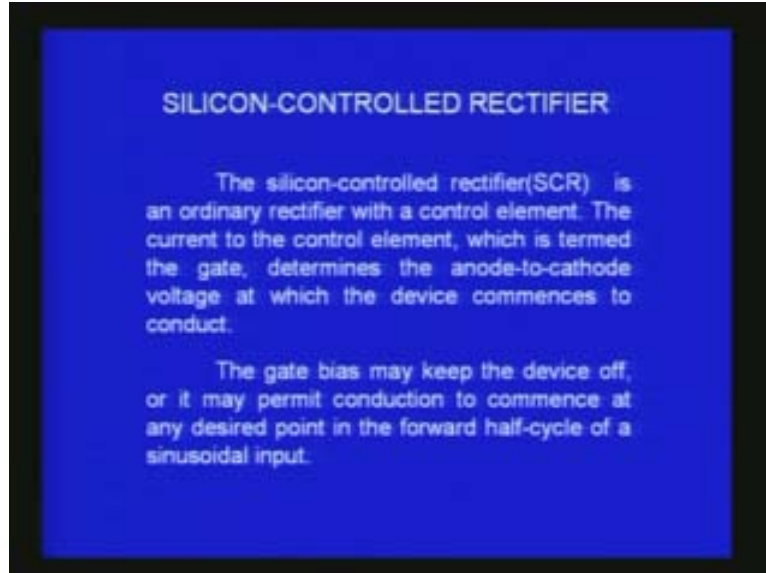 SILICON-CONTROLLED RECTIFIER
The silicon-controlled rectifier(SCR) is
an ordinary rectifier with a control element. The
current to the control element, which is termed
the gate, determines the anode-to-cathode
voltage at which the device commences to
conduct.
The gate bias may keep the device off,
or it may permit conduction to commence at
any desired point in the forward half-cycle of a
sinusoidal input.